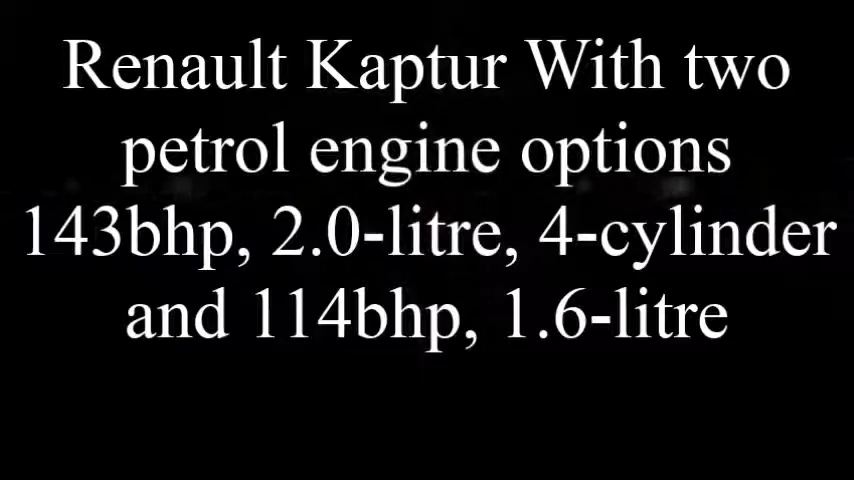 Renault Kaptur With two
petrol engine options
143bhp, 2.0-litre, 4-cylinder
and 114bhp, 1.6-litre